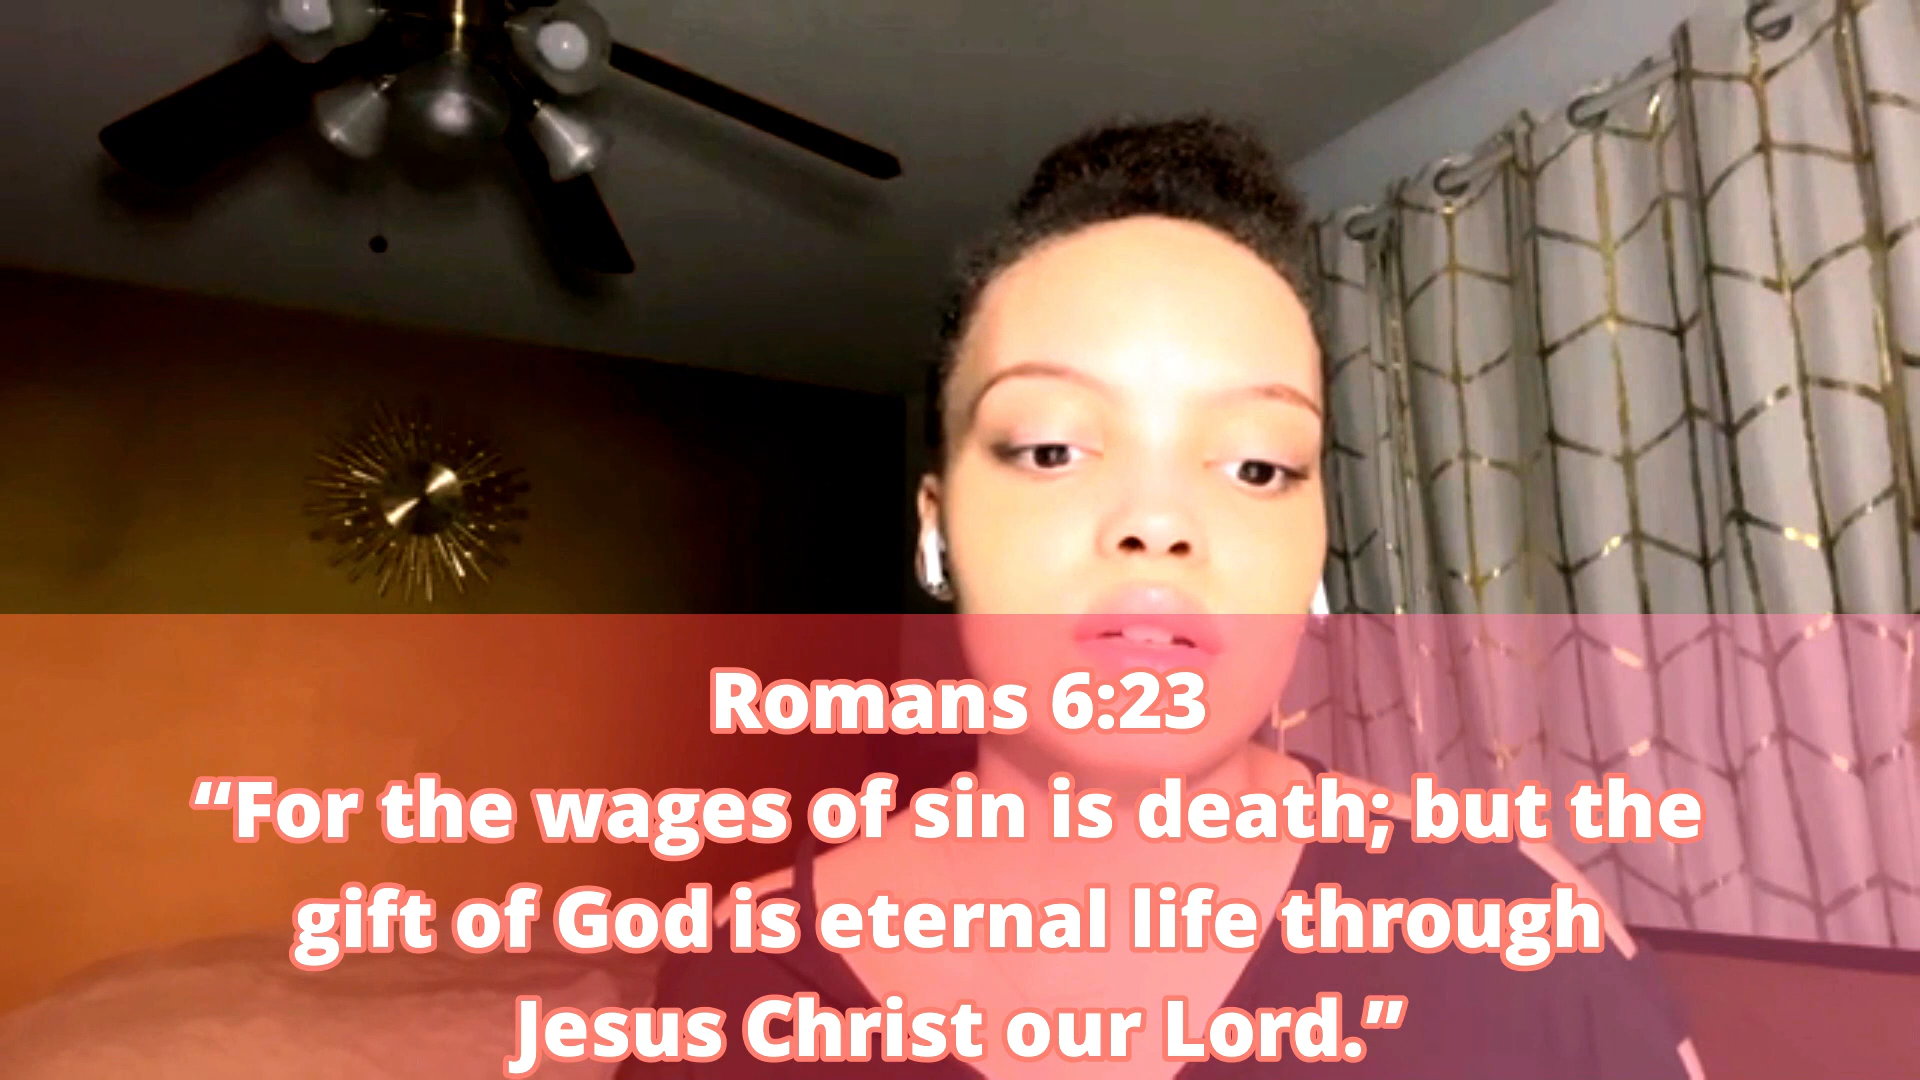 Romans 6:23
“For the wages of sin is death; but the
gift of God is eternal life through
Jesus Christ our Lord.”